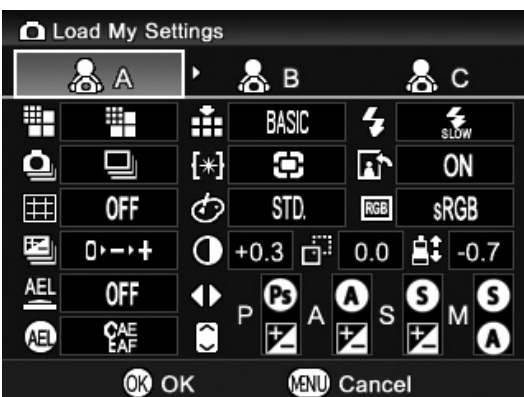 Load My Settings
A B C
BASIC SLOW
ON
OFF STD. RGB sRGB
0 +0.3 0.0 -0.7
AEL OFF Ps A S S
P A S M
AEL AE AF A
OK OK MENU Cancel